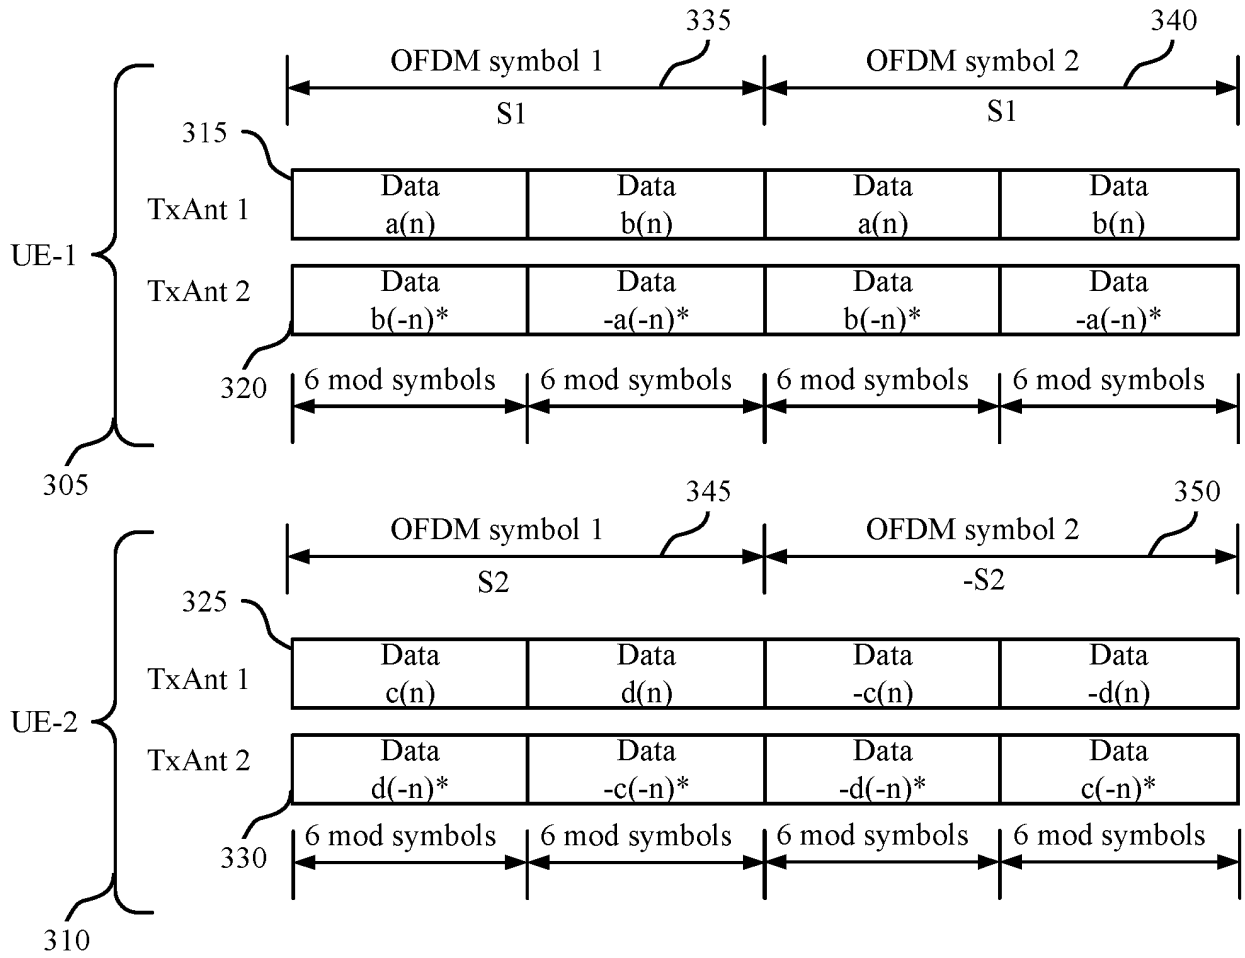 335
340
OFDM symbol 1
OFDM symbol 2
S1
S1
315
TxAnt 1
Data
a(n)
Data
b(n)
Data
a(n)
Data
b(n)
UE-1
TxAnt 2
Data
b(-n)*
Data
-a(-n)*
Data
b(-n)*
Data
-a(-n)*
320
6 mod symbols
6 mod symbols
6 mod symbols
6 mod symbols
305
345
350
OFDM symbol 1
OFDM symbol 2
S2
-S2
325
TxAnt 1
Data
c(n)
Data
d(n)
Data
-c(n)
Data
-d(n)
UE-2
TxAnt 2
Data
d(-n)*
Data
-c(-n)*
Data
-d(-n)*
Data
c(-n)*
330
6 mod symbols
6 mod symbols
6 mod symbols
6 mod symbols
310